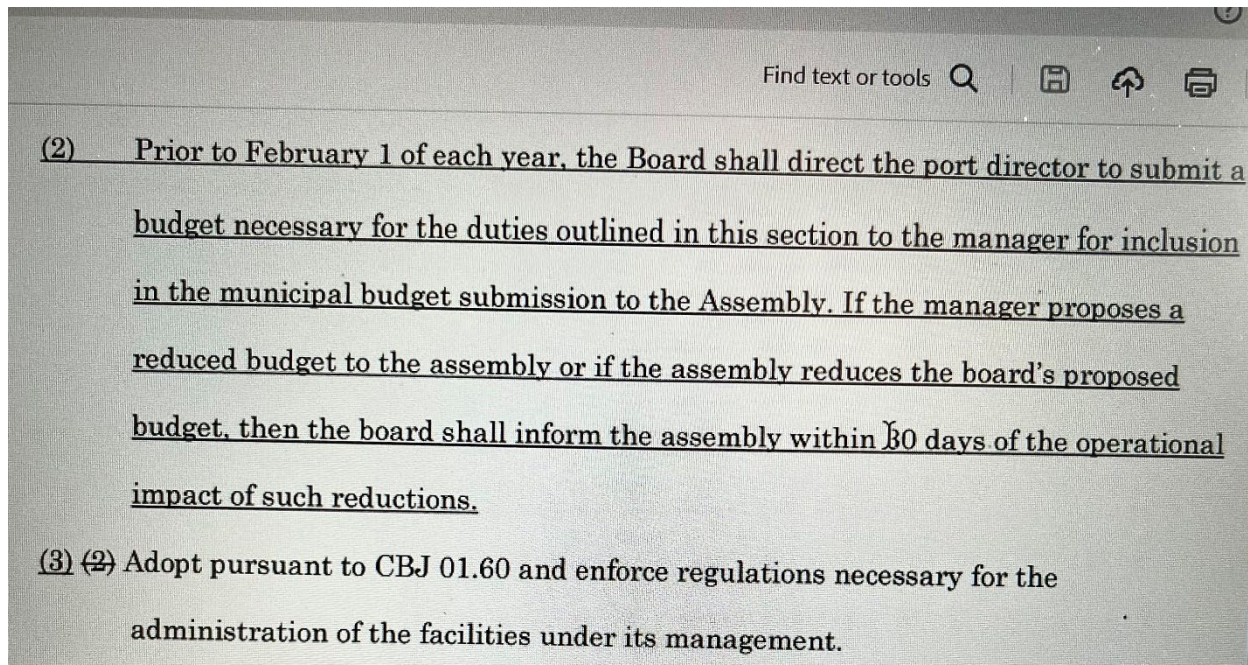 Find text or tools
(2) Prior to February 1 of each year, the Board shall direct the port director to submit a
budget necessary for the duties outlined in this section to the manager for inclusion
in the municipal budget submission to the Assembly. If the manager proposes a
reduced budget to the assembly or if the assembly reduces the board’s proposed
budget, then the board shall inform the assembly within 30 days of the operational
impact of such reductions.
(3) (2) Adopt pursuant to CBJ 01.60 and enforce regulations necessary for the
administration of the facilities under its management.